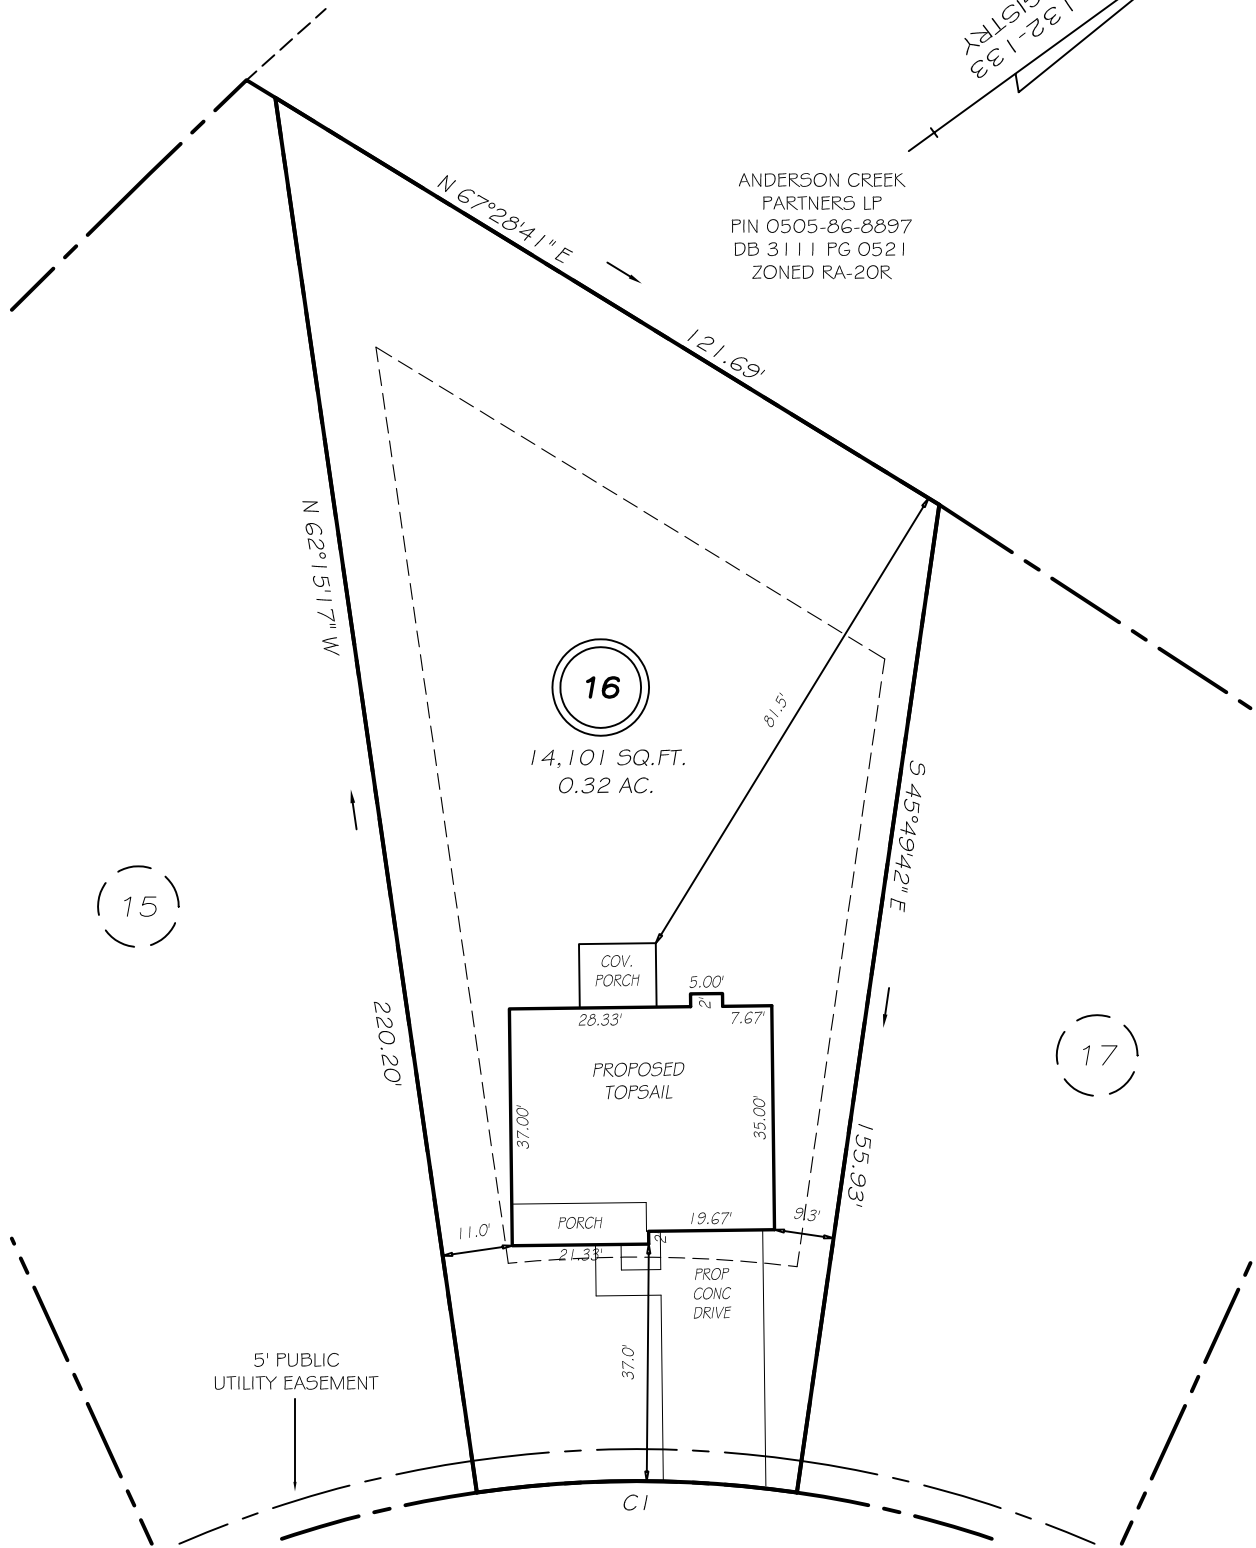 132-133
ANDERSON CREEK
PARTNERS LP
PIN 0505-86-8897
DB 3111 PG 0521
ZONED RA-20R
N 67°28'41" E
121.69'
N 62°15'17" W
220.20'
16
14,101 SQ.FT.
0.32 AC.
81.5'
S 45°49'42" E
155.93'
15
17
COV.
PORCH
5.00'
2'
28.33'
7.67'
PROPOSED
TOPSAIL
37.00'
35.00'
PORCH
19.67'
9.3'
11.0'
21.33'
2'
PROP
CONC
DRIVE
37.0'
5' PUBLIC
UTILITY EASEMENT
C1